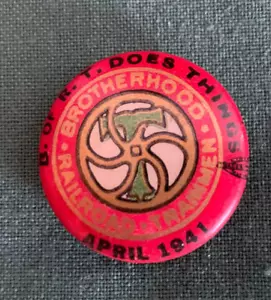 B. OF R. T. DOES THINGS
BROTHERHOOD
RAILROAD TRAINMEN
T
APRIL 1941